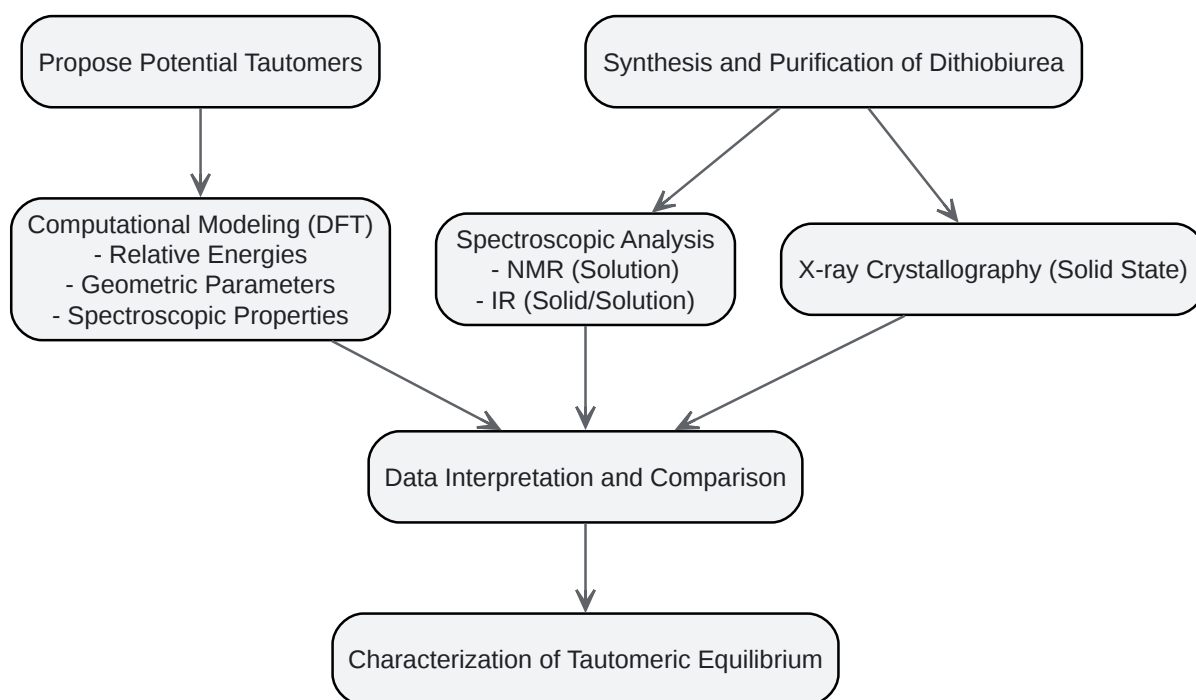 Propose Potential Tautomers
Synthesis and Purification of Dithiobiurea
Computational Modeling (DFT)
- Relative Energies
- Geometric Parameters
- Spectroscopic Properties
Spectroscopic Analysis
- NMR (Solution)
- IR (Solid/Solution)
X-ray Crystallography (Solid State)
Data Interpretation and Comparison
Characterization of Tautomeric Equilibrium